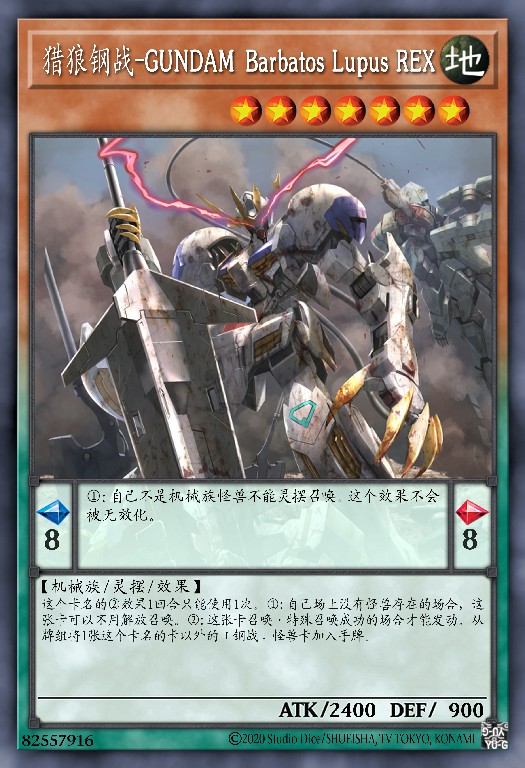 猎狼钢战-GUNDAM Barbatos Lupus REX
地
①:自己不是机械族怪兽不能灵摆召唤.这个效果不会
被无效化。
8
8
【机械族/灵摆/效果】
这个卡名的②效果1回合只能使用1次。①:自己场上没有怪兽存在的场合,这
张卡可以不用解放召唤。②:这张卡召唤·特殊召唤成功的场合才能发动.从
牌组将1张这个卡名的卡以外的「钢战」怪兽卡加入手牌.
ATK/2400 DEF/ 900
82557916
©2020 Studio Dice/SHUEISHA,TV TOKYO, KONAMI